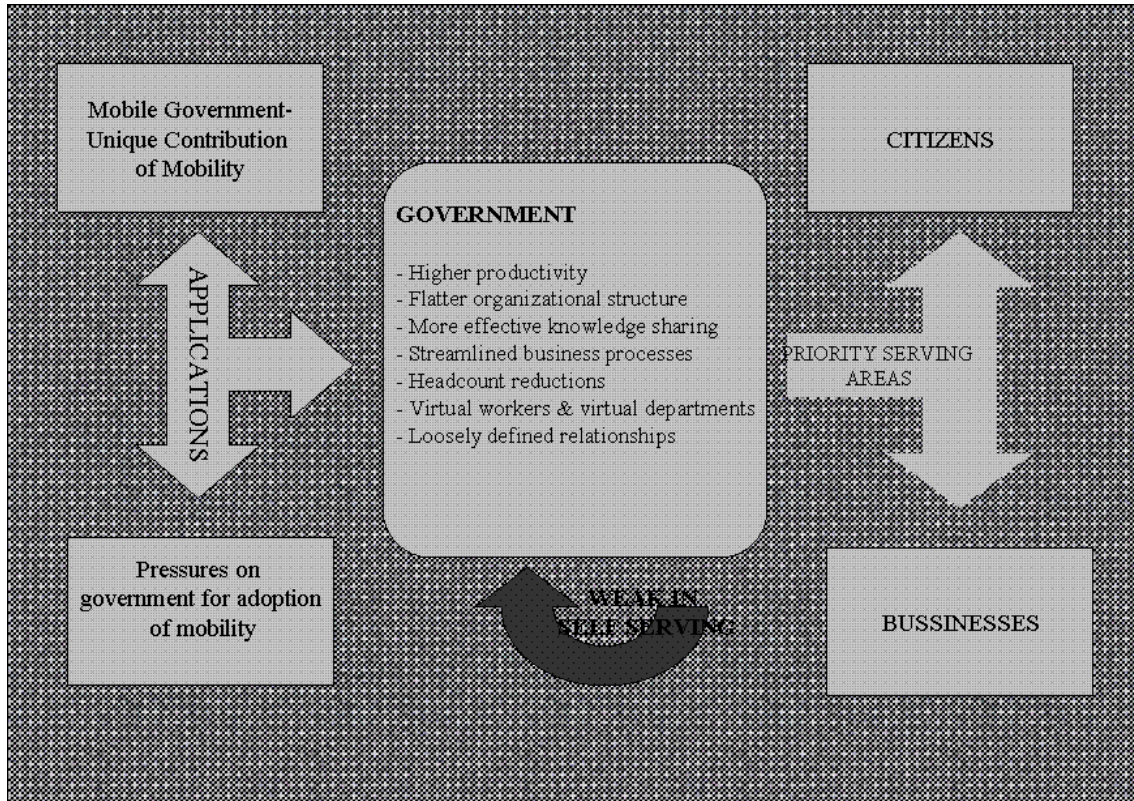 Mobile Government-
Unique Contribution
of Mobility
APPLICATIONS
Pressures on
government for adoption
of mobility
GOVERNMENT
- Higher productivity
- Flatter organizational structure
- More effective knowledge sharing
- Streamlined business processes
- Headcount reductions
- Virtual workers & virtual departments
- Loosely defined relationships
WEAK IN
SELF SERVING
CITIZENS
PRIORITY SERVING
AREAS
BUSSINESSES